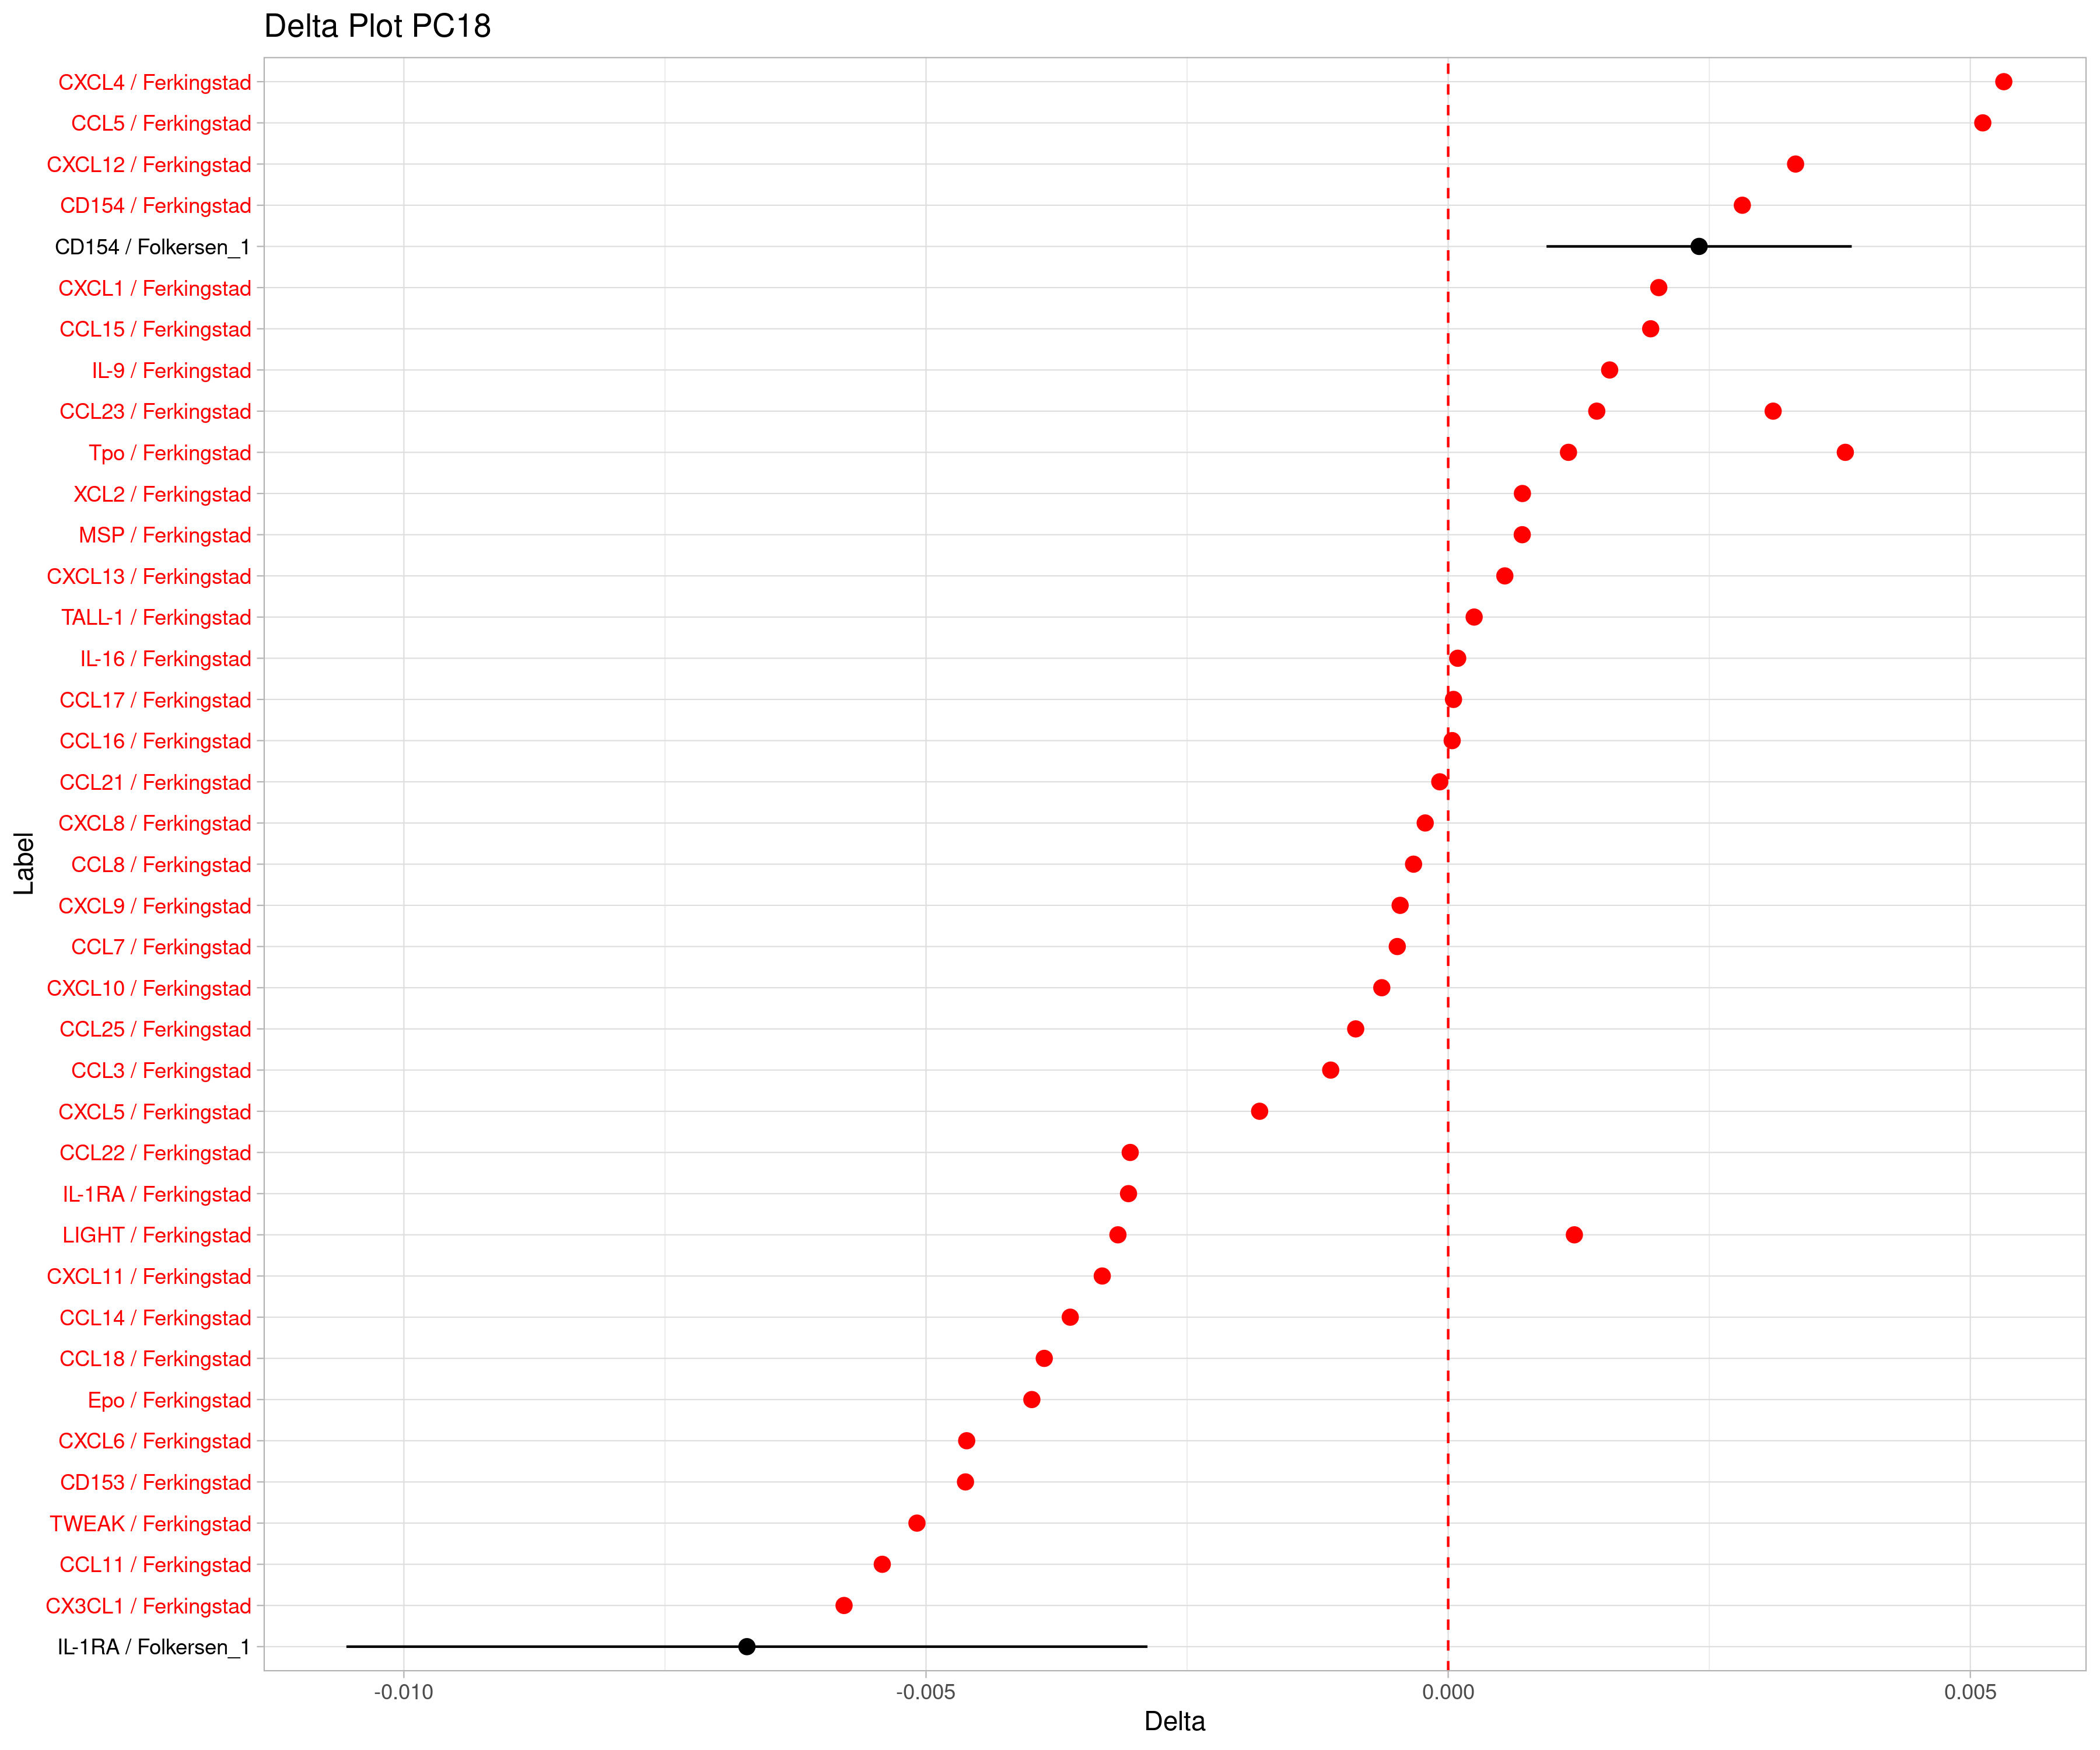 Delta Plot PC18
CXCL4 / Ferkingstad
CCL5 / Ferkingstad
CXCL12 / Ferkingstad
CD154 / Ferkingstad
CD154 / Folkersen_1
CXCL1 / Ferkingstad
CCL15 / Ferkingstad
IL-9 / Ferkingstad
CCL23 / Ferkingstad
Tpo / Ferkingstad
XCL2 / Ferkingstad
MSP / Ferkingstad
CXCL13 / Ferkingstad
TALL-1 / Ferkingstad
IL-16 / Ferkingstad
CCL17 / Ferkingstad
CCL16 / Ferkingstad
CCL21 / Ferkingstad
CXCL8 / Ferkingstad
CCL8 / Ferkingstad
CXCL9 / Ferkingstad
CCL7 / Ferkingstad
CXCL10 / Ferkingstad
CCL25 / Ferkingstad
CCL3 / Ferkingstad
CXCL5 / Ferkingstad
CCL22 / Ferkingstad
IL-1RA / Ferkingstad
LIGHT / Ferkingstad
CXCL11 / Ferkingstad
CCL14 / Ferkingstad
CCL18 / Ferkingstad
Epo / Ferkingstad
CXCL6 / Ferkingstad
CD153 / Ferkingstad
TWEAK / Ferkingstad
CCL11 / Ferkingstad
CX3CL1 / Ferkingstad
IL-1RA / Folkersen_1
Label
-0.010 -0.005 0.000 0.005
Delta